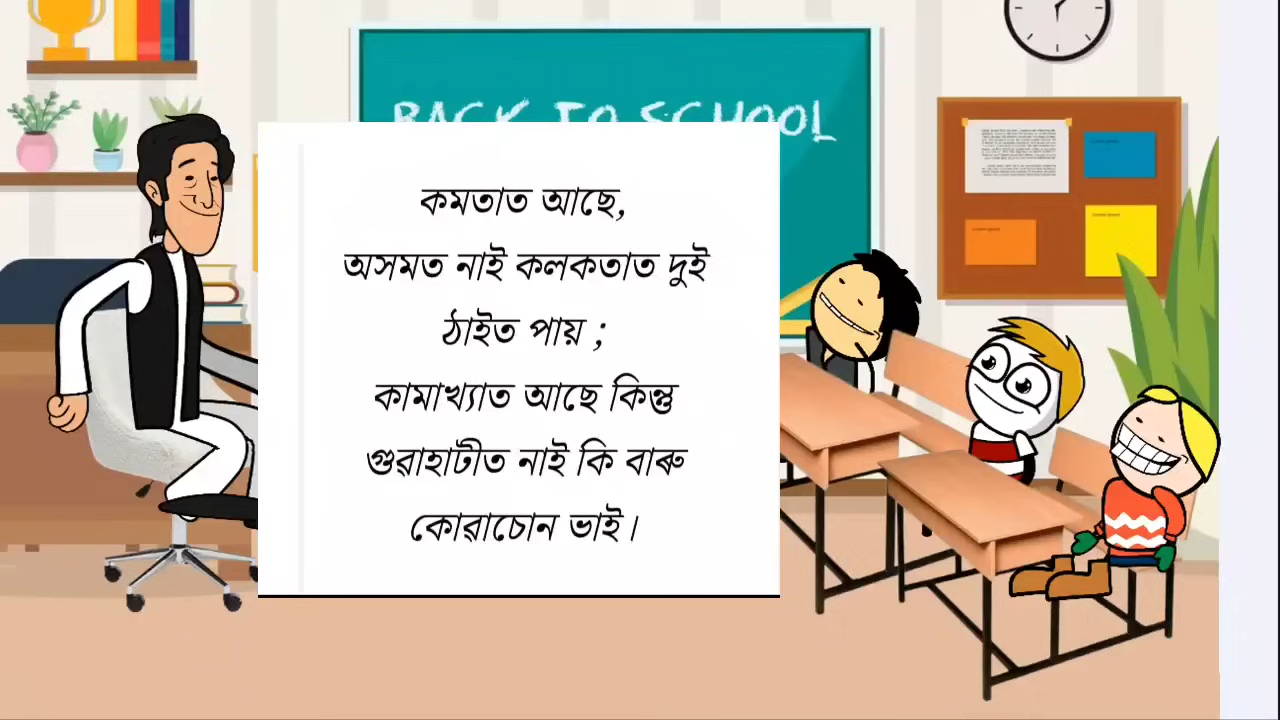 BACK TO SCHOOL
কমতাত আছে,
অসমত নাই কলকতাত দুই
ঠাইত পায় ;
কামাখ্যাত আছে কিন্তু
গুৱাহাটীত নাই কি বাৰু
কোৱাচোন ভাই।